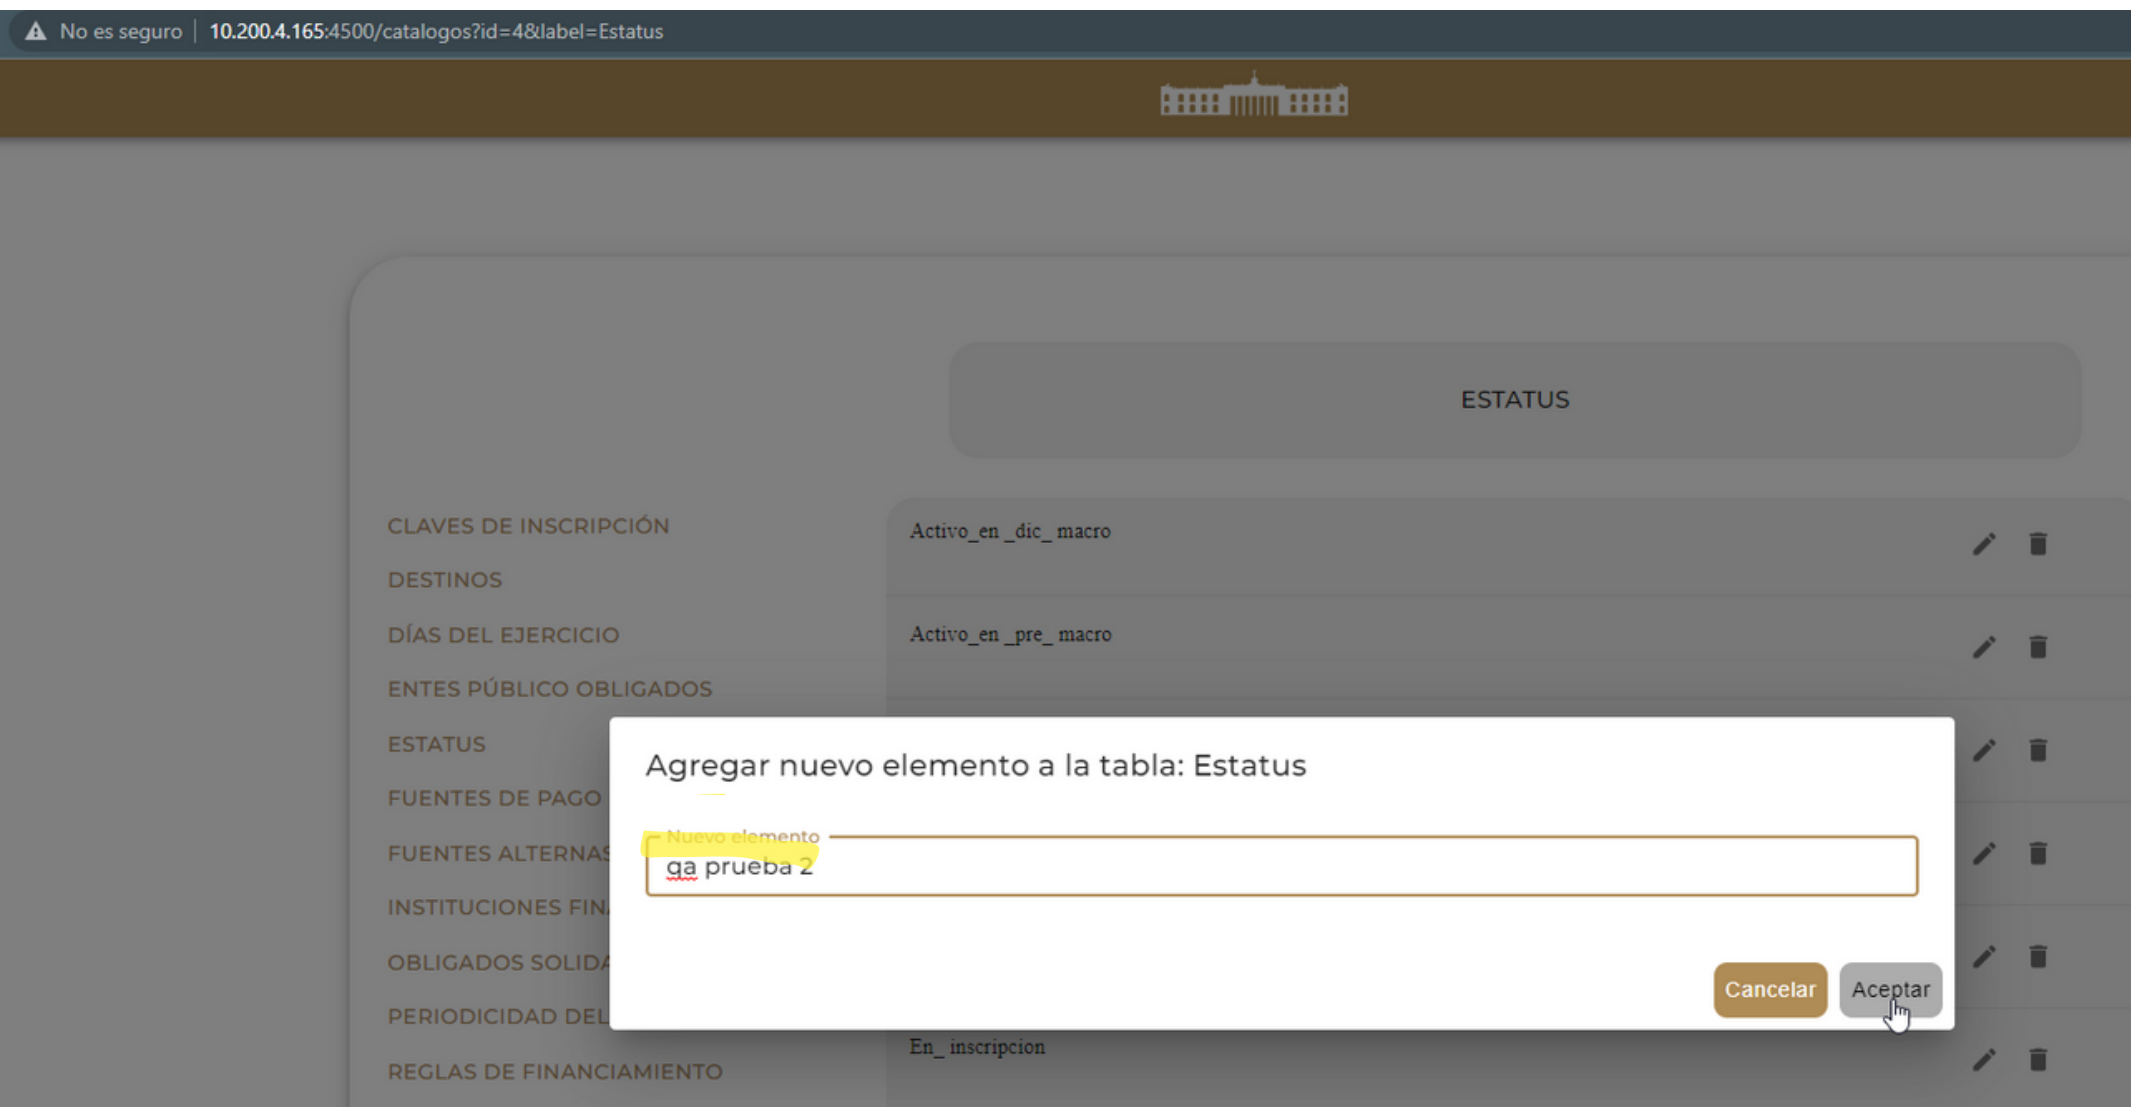 No es seguro | 10.200.4.165:4500/catalogos?id=4&label=Estatus
ESTATUS
CLAVES DE INSCRIPCIÓN
DESTINOS
DÍAS DEL EJERCICIO
ENTES PÚBLICO OBLIGADOS
ESTATUS
FUENTES DE PAGO
FUENTES ALTERNAS
INSTITUCIONES FIN
OBLIGADOS SOLIDA
PERIODICIDAD DEL
REGLAS DE FINANCIAMIENTO
Activo_en _dic_ macro
Activo_en _pre_ macro
En_ inscripcion
Agregar nuevo elemento a la tabla: Estatus
Nuevo elemento
qa prueba 2
Cancelar
Aceptar